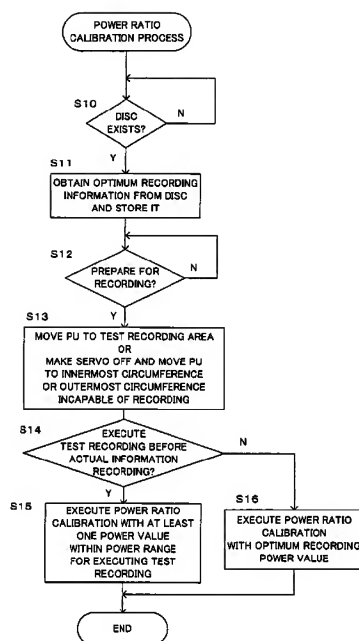 POWER RATIO
CALIBRATION PROCESS
S10
DISC
EXISTS?
N
Y
S11
OBTAIN OPTIMUM RECORDING
INFORMATION FROM DISC
AND STORE IT
S12
PREPARE FOR
RECORDING?
N
Y
S13
MOVE PU TO TEST RECORDING AREA
OR
MAKE SERVO OFF AND MOVE PU
TO INNERMOST CIRCUMFERENCE
OR OUTERMOST CIRCUMFERENCE
INCAPABLE OF RECORDING
S14
EXECUTE
TEST RECORDING BEFORE
ACTUAL INFORMATION
RECORDING?
N
Y
S15
EXECUTE POWER RATIO
CALIBRATION WITH AT LEAST
ONE POWER VALUE
WITHIN POWER RANGE
FOR EXECUTING TEST
RECORDING
S16
EXECUTE POWER RATIO
CALIBRATION
WITH OPTIMUM RECORDING
POWER VALUE
END